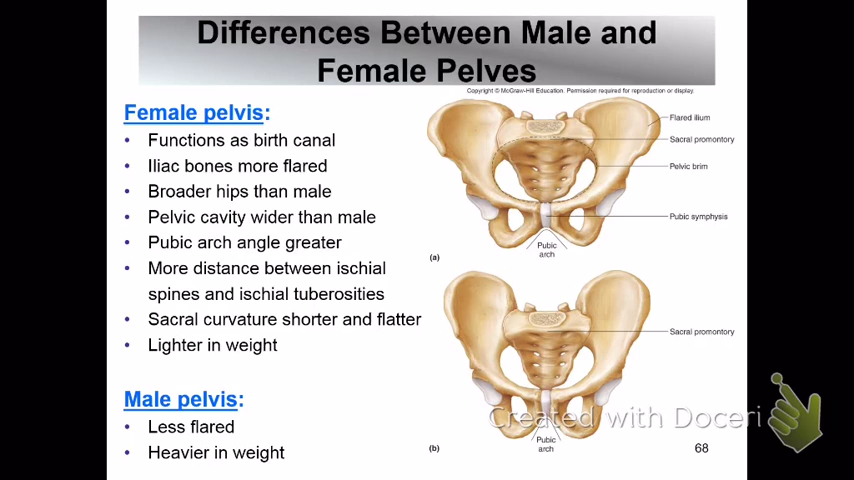 Differences Between Male and
Female Pelves
Copyright © McGraw-Hill Education. Permission required for reproduction or display.
Female pelvis:
• Functions as birth canal
• Iliac bones more flared
• Broader hips than male
• Pelvic cavity wider than male
• Pubic arch angle greater
• More distance between ischial
spines and ischial tuberosities
• Sacral curvature shorter and flatter
• Lighter in weight
Male pelvis:
• Less flared
• Heavier in weight
Flared ilium
Sacral promontory
Pelvic brim
Pubic symphysis
Pubic
arch
(a)
Sacral promontory
Created with Doceri
Pubic
arch
(b)
68